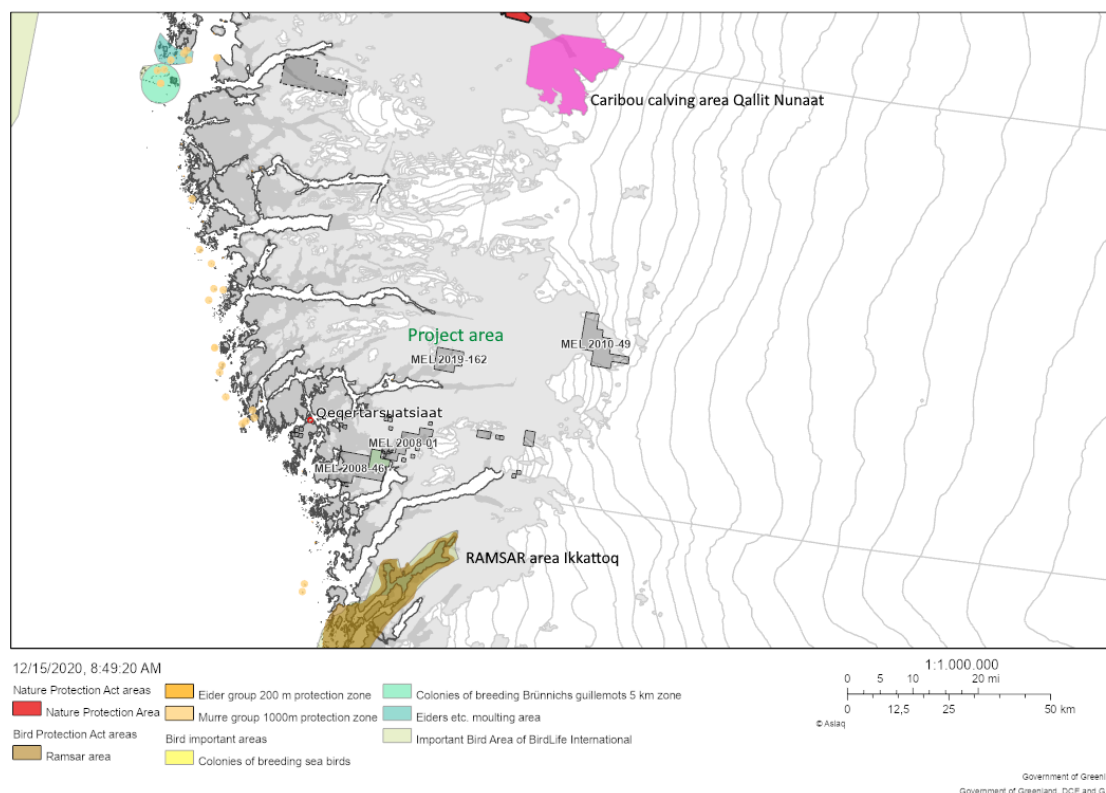 Caribou calving area Qallit Nunaat
Project area
MEL 2019-162
MEL 2010-49
Qeqertarsuatsiaat
MEL 2008-01
MEL 2008-46
RAMSAR area Ikkattoq
12/15/2020, 8:49:20 AM
Nature Protection Act areas
Nature Protection Area
Bird Protection Act areas
Ramsar area
Eider group 200 m protection zone
Murre group 1000m protection zone
Bird important areas
Colonies of breeding sea birds
Colonies of breeding Brünnichs guillemots 5 km zone
Eiders etc. moulting area
Important Bird Area of BirdLife International
1:1.000.000
0 5 10 20 mi
0 12,5 25 50 km
© Asiaq
Government of Greenl
Government of Greenland, DCE and G